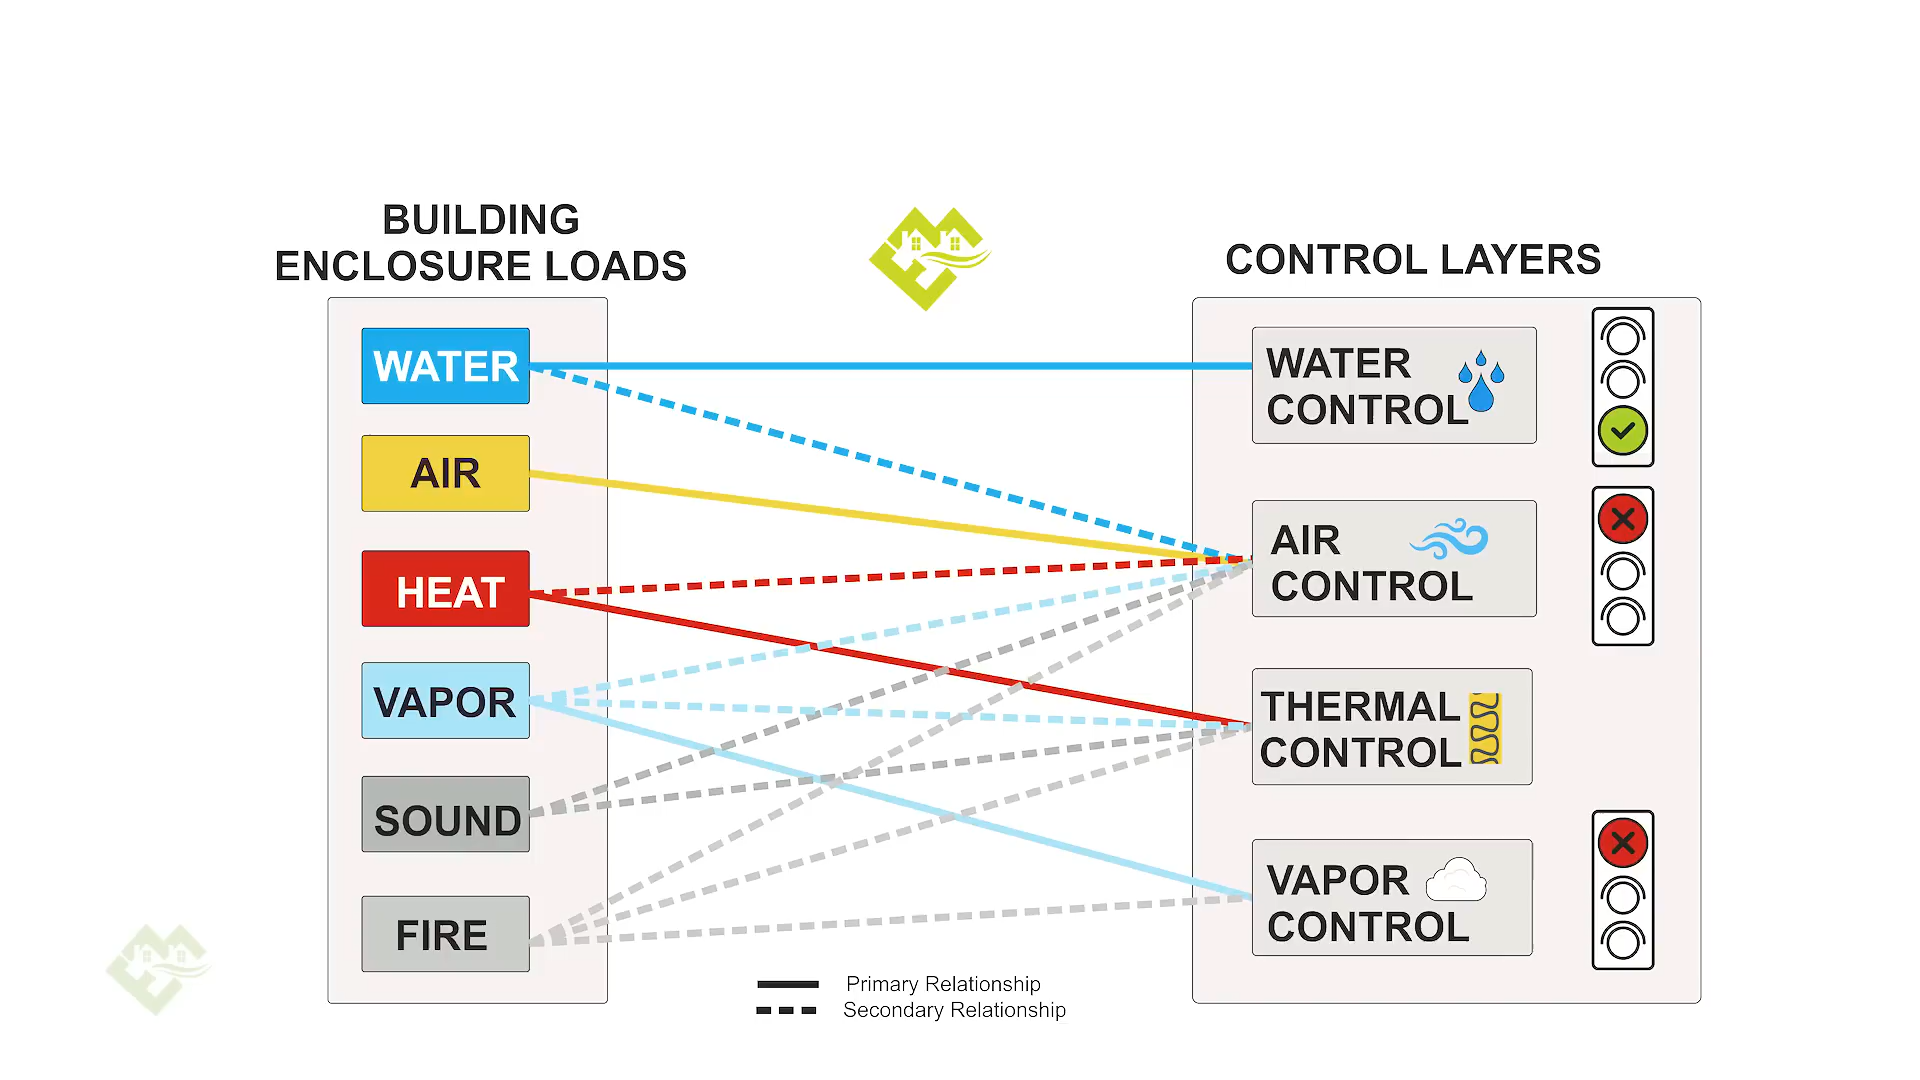 BUILDING
ENCLOSURE LOADS
WATER
AIR
HEAT
VAPOR
SOUND
FIRE
CONTROL LAYERS
WATER
CONTROL
AIR
CONTROL
THERMAL
CONTROL
VAPOR
CONTROL
Primary Relationship
Secondary Relationship